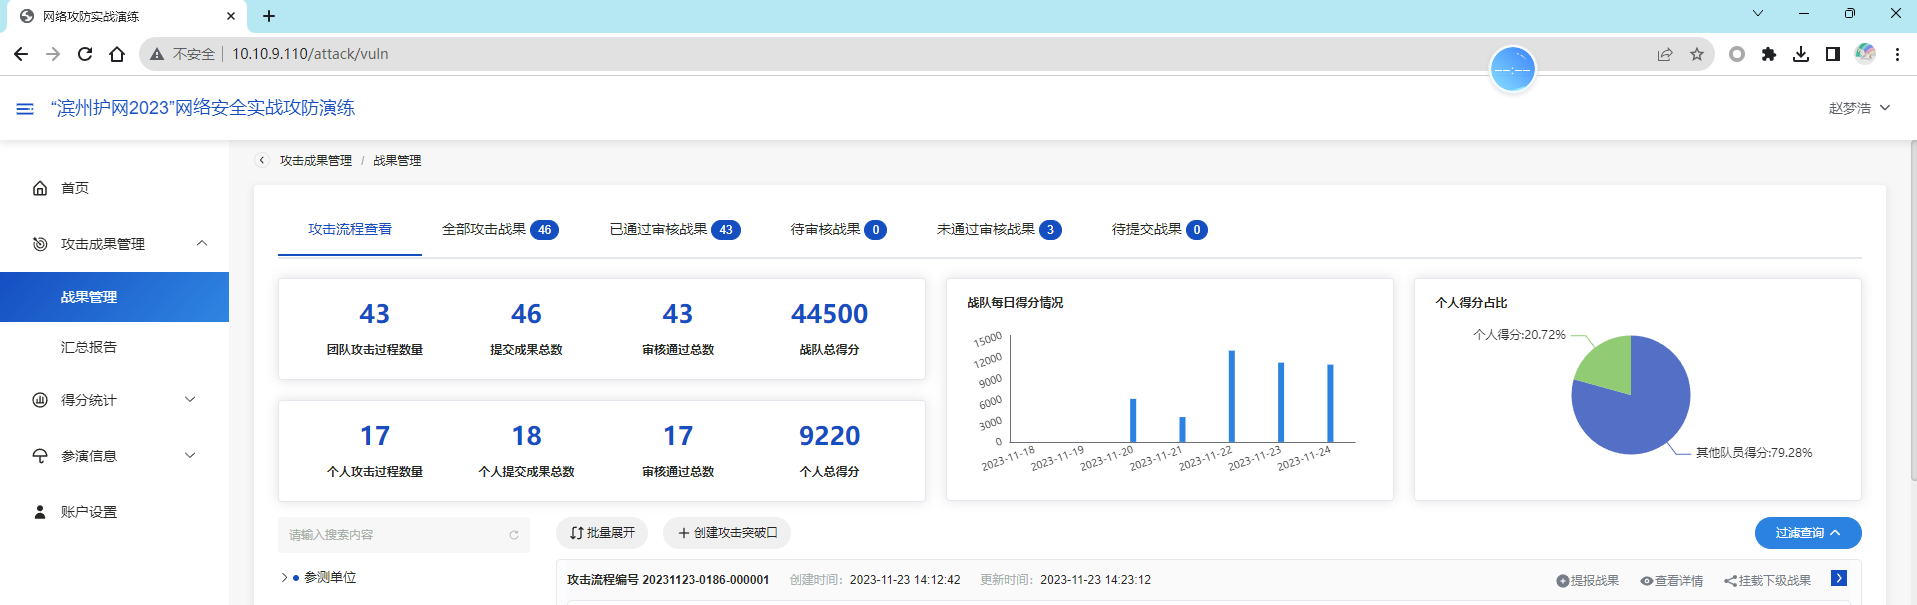 网络攻防实战演练
不安全 10.10.9.110/attack/vuln
--:--
“滨州护网2023”网络安全实战攻防演练
赵梦浩
攻击成果管理 / 战果管理
首页
攻击成果管理
战果管理
汇总报告
得分统计
参演信息
账户设置
攻击流程查看 全部攻击战果 46 已通过审核战果 43 待审核战果 0 未通过审核战果 3 待提交战果 0
43 46 43 44500
团队攻击过程数量 提交成果总数 审核通过总数 战队总得分
17 18 17 9220
个人攻击过程数量 个人提交成果总数 审核通过总数 个人总得分
战队每日得分情况
15000
12000
9000
6000
3000
0
2023-11-18 2023-11-19 2023-11-20 2023-11-21 2023-11-22 2023-11-23 2023-11-24
个人得分占比
个人得分:20.72%
其他队员得分:79.28%
请输入搜索内容
参测单位
批量展开 创建攻击突破口 过滤查询
攻击流程编号 20231123-0186-000001 创建时间: 2023-11-23 14:12:42 更新时间: 2023-11-23 14:23:12 提报战果 查看详情 挂载下级战果